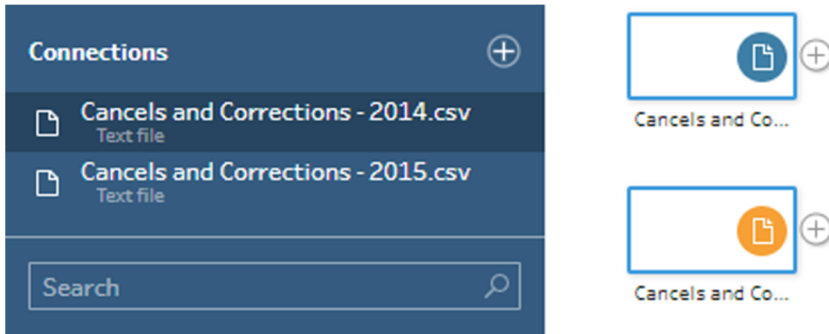 Connections
Cancels and Corrections - 2014.csv
Text file
Cancels and Corrections - 2015.csv
Text file
Search
Cancels and Co...
Cancels and Co...